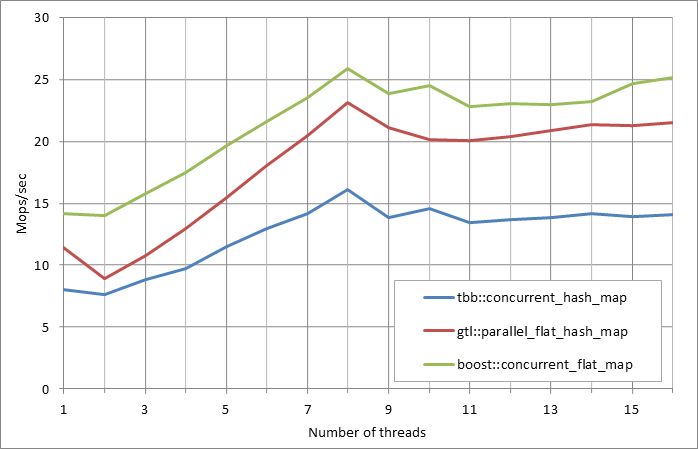 30
25
20
15
10
5
0
Mops/sec
tbb::concurrent_hash_map
gtl::parallel_flat_hash_map
boost::concurrent_flat_map
1 3 5 7 9 11 13 15
Number of threads